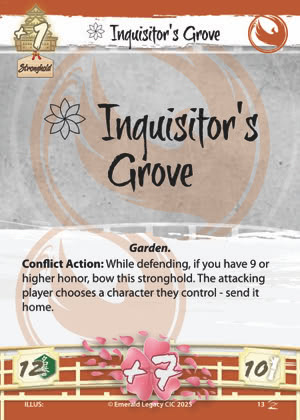 1
Inquisitor's Grove
Stronghold
Inquisitor's
Grove
Garden.
Conflict Action: While defending, if you have 9 or
higher honor, bow this stronghold. The attacking
player chooses a character they control - send it
home.
12
+7
10
ILLUS:
© Emerald Legacy CIC 2025
13